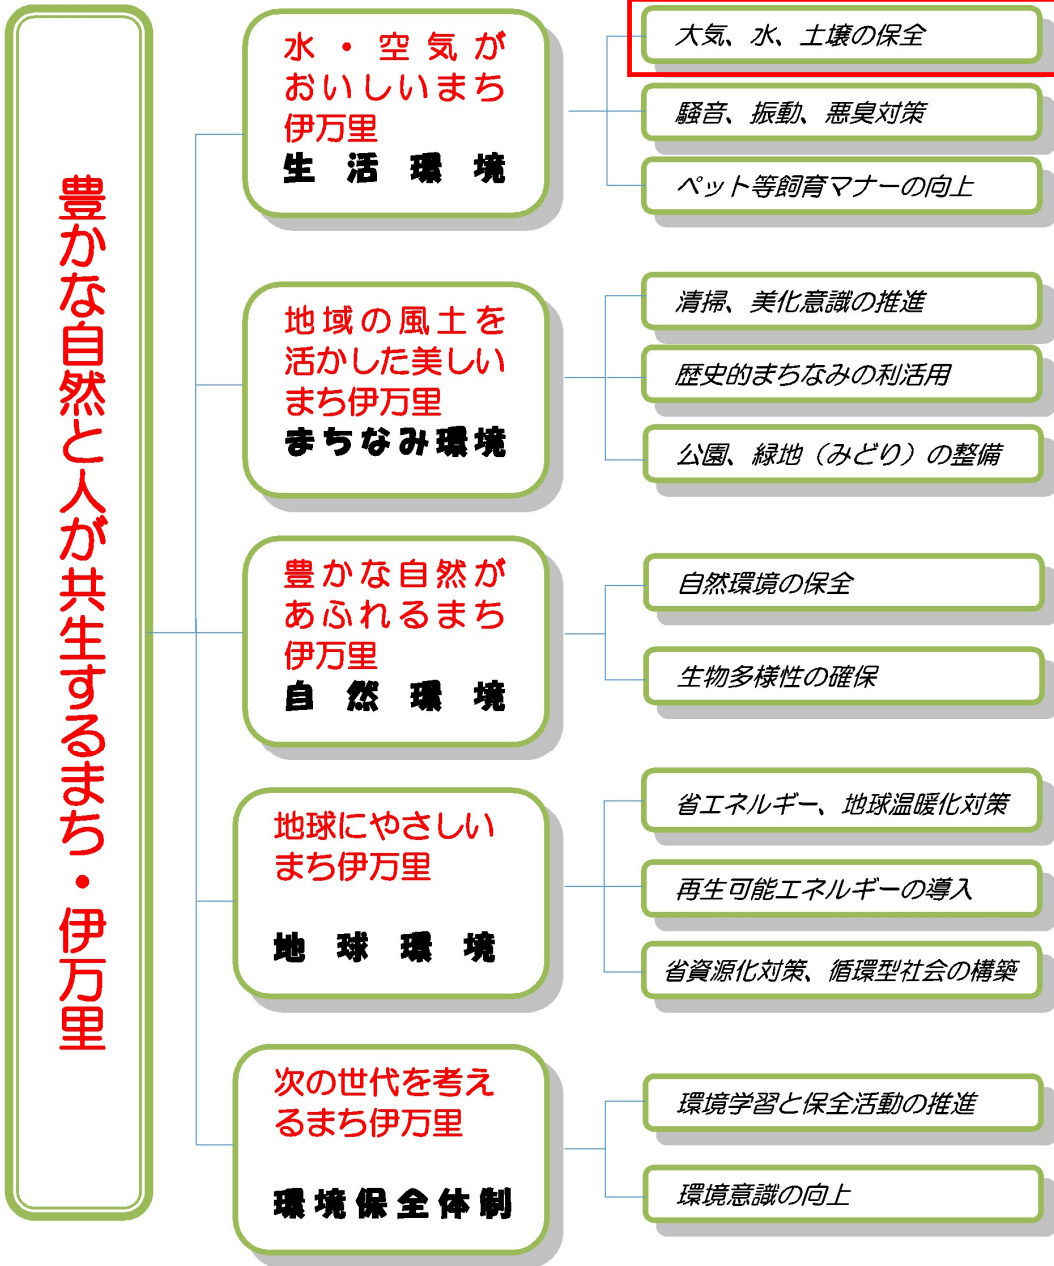 豊かな自然と人が共生するまち・伊万里
水・空気が
おいしいまち
伊万里
生活環境
大気、水、土壌の保全
騒音、振動、悪臭対策
ペット等飼育マナーの向上
地域の風土を
活かした美しい
まち伊万里
まちなみ環境
清掃、美化意識の推進
歴史的まちなみの利活用
公園、緑地（みどり）の整備
豊かな自然が
あふれるまち
伊万里
自然環境
自然環境の保全
生物多様性の確保
地球にやさしい
まち伊万里
地球環境
省エネルギー、地球温暖化対策
再生可能エネルギーの導入
省資源化対策、循環型社会の構築
次の世代を考え
るまち伊万里
環境保全体制
環境学習と保全活動の推進
環境意識の向上